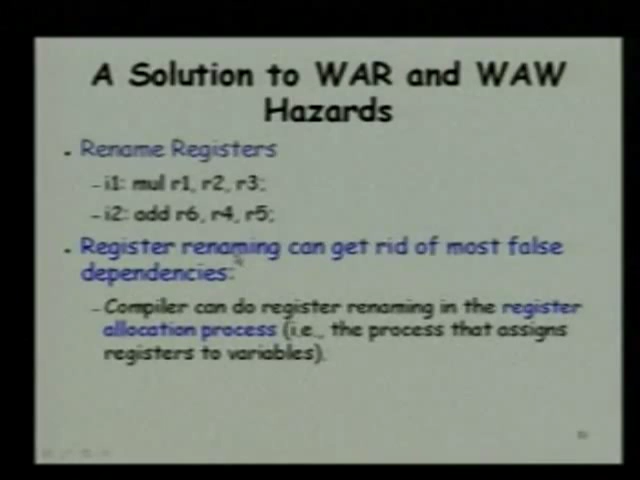 A Solution to WAR and WAW
Hazards
Rename Registers
– i1: mul r1, r2, r3;
– i2: add r6, r4, r5;
Register renaming can get rid of most false
dependencies:
– Compiler can do register renaming in the register
allocation process (i.e., the process that assigns
registers to variables).